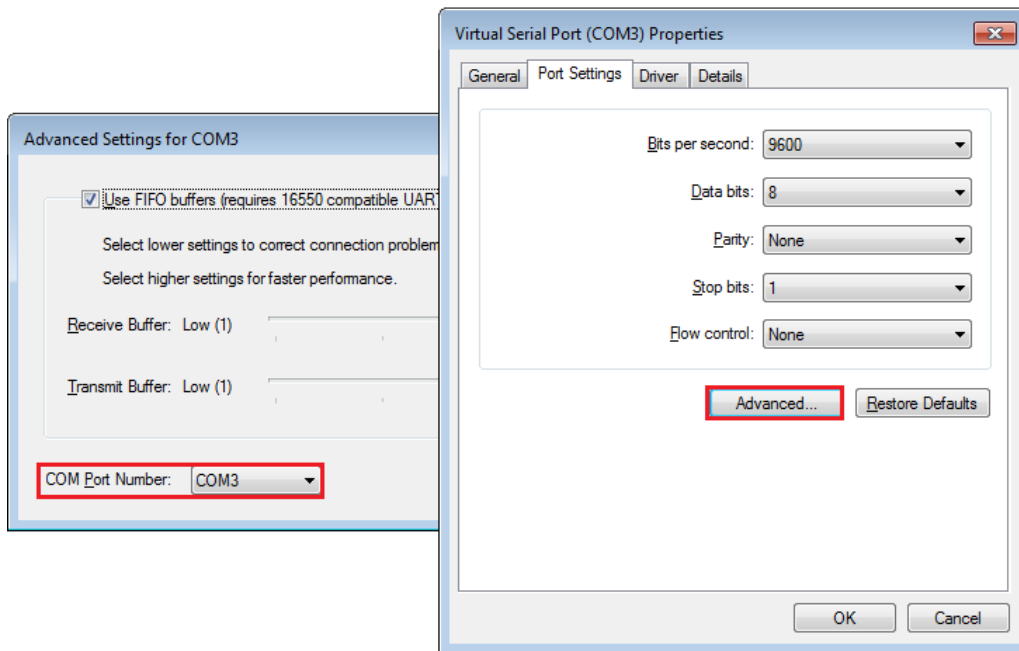 Virtual Serial Port (COM3) Properties
General Port Settings Driver Details
Bits per second: 9600
Data bits: 8
Parity: None
Stop bits: 1
Flow control: None
Advanced... Restore Defaults
OK Cancel
Advanced Settings for COM3
Use FIFO buffers (requires 16550 compatible UART
Select lower settings to correct connection problem
Select higher settings for faster performance.
Receive Buffer: Low (1)
Transmit Buffer: Low (1)
COM Port Number: COM3